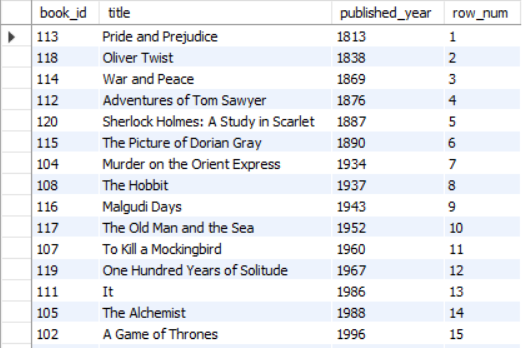 book_id title published_year row_num
113 Pride and Prejudice 1813 1
118 Oliver Twist 1838 2
114 War and Peace 1869 3
112 Adventures of Tom Sawyer 1876 4
120 Sherlock Holmes: A Study in Scarlet 1887 5
115 The Picture of Dorian Gray 1890 6
104 Murder on the Orient Express 1934 7
108 The Hobbit 1937 8
116 Malgudi Days 1943 9
117 The Old Man and the Sea 1952 10
107 To Kill a Mockingbird 1960 11
119 One Hundred Years of Solitude 1967 12
111 It 1986 13
105 The Alchemist 1988 14
102 A Game of Thrones 1996 15